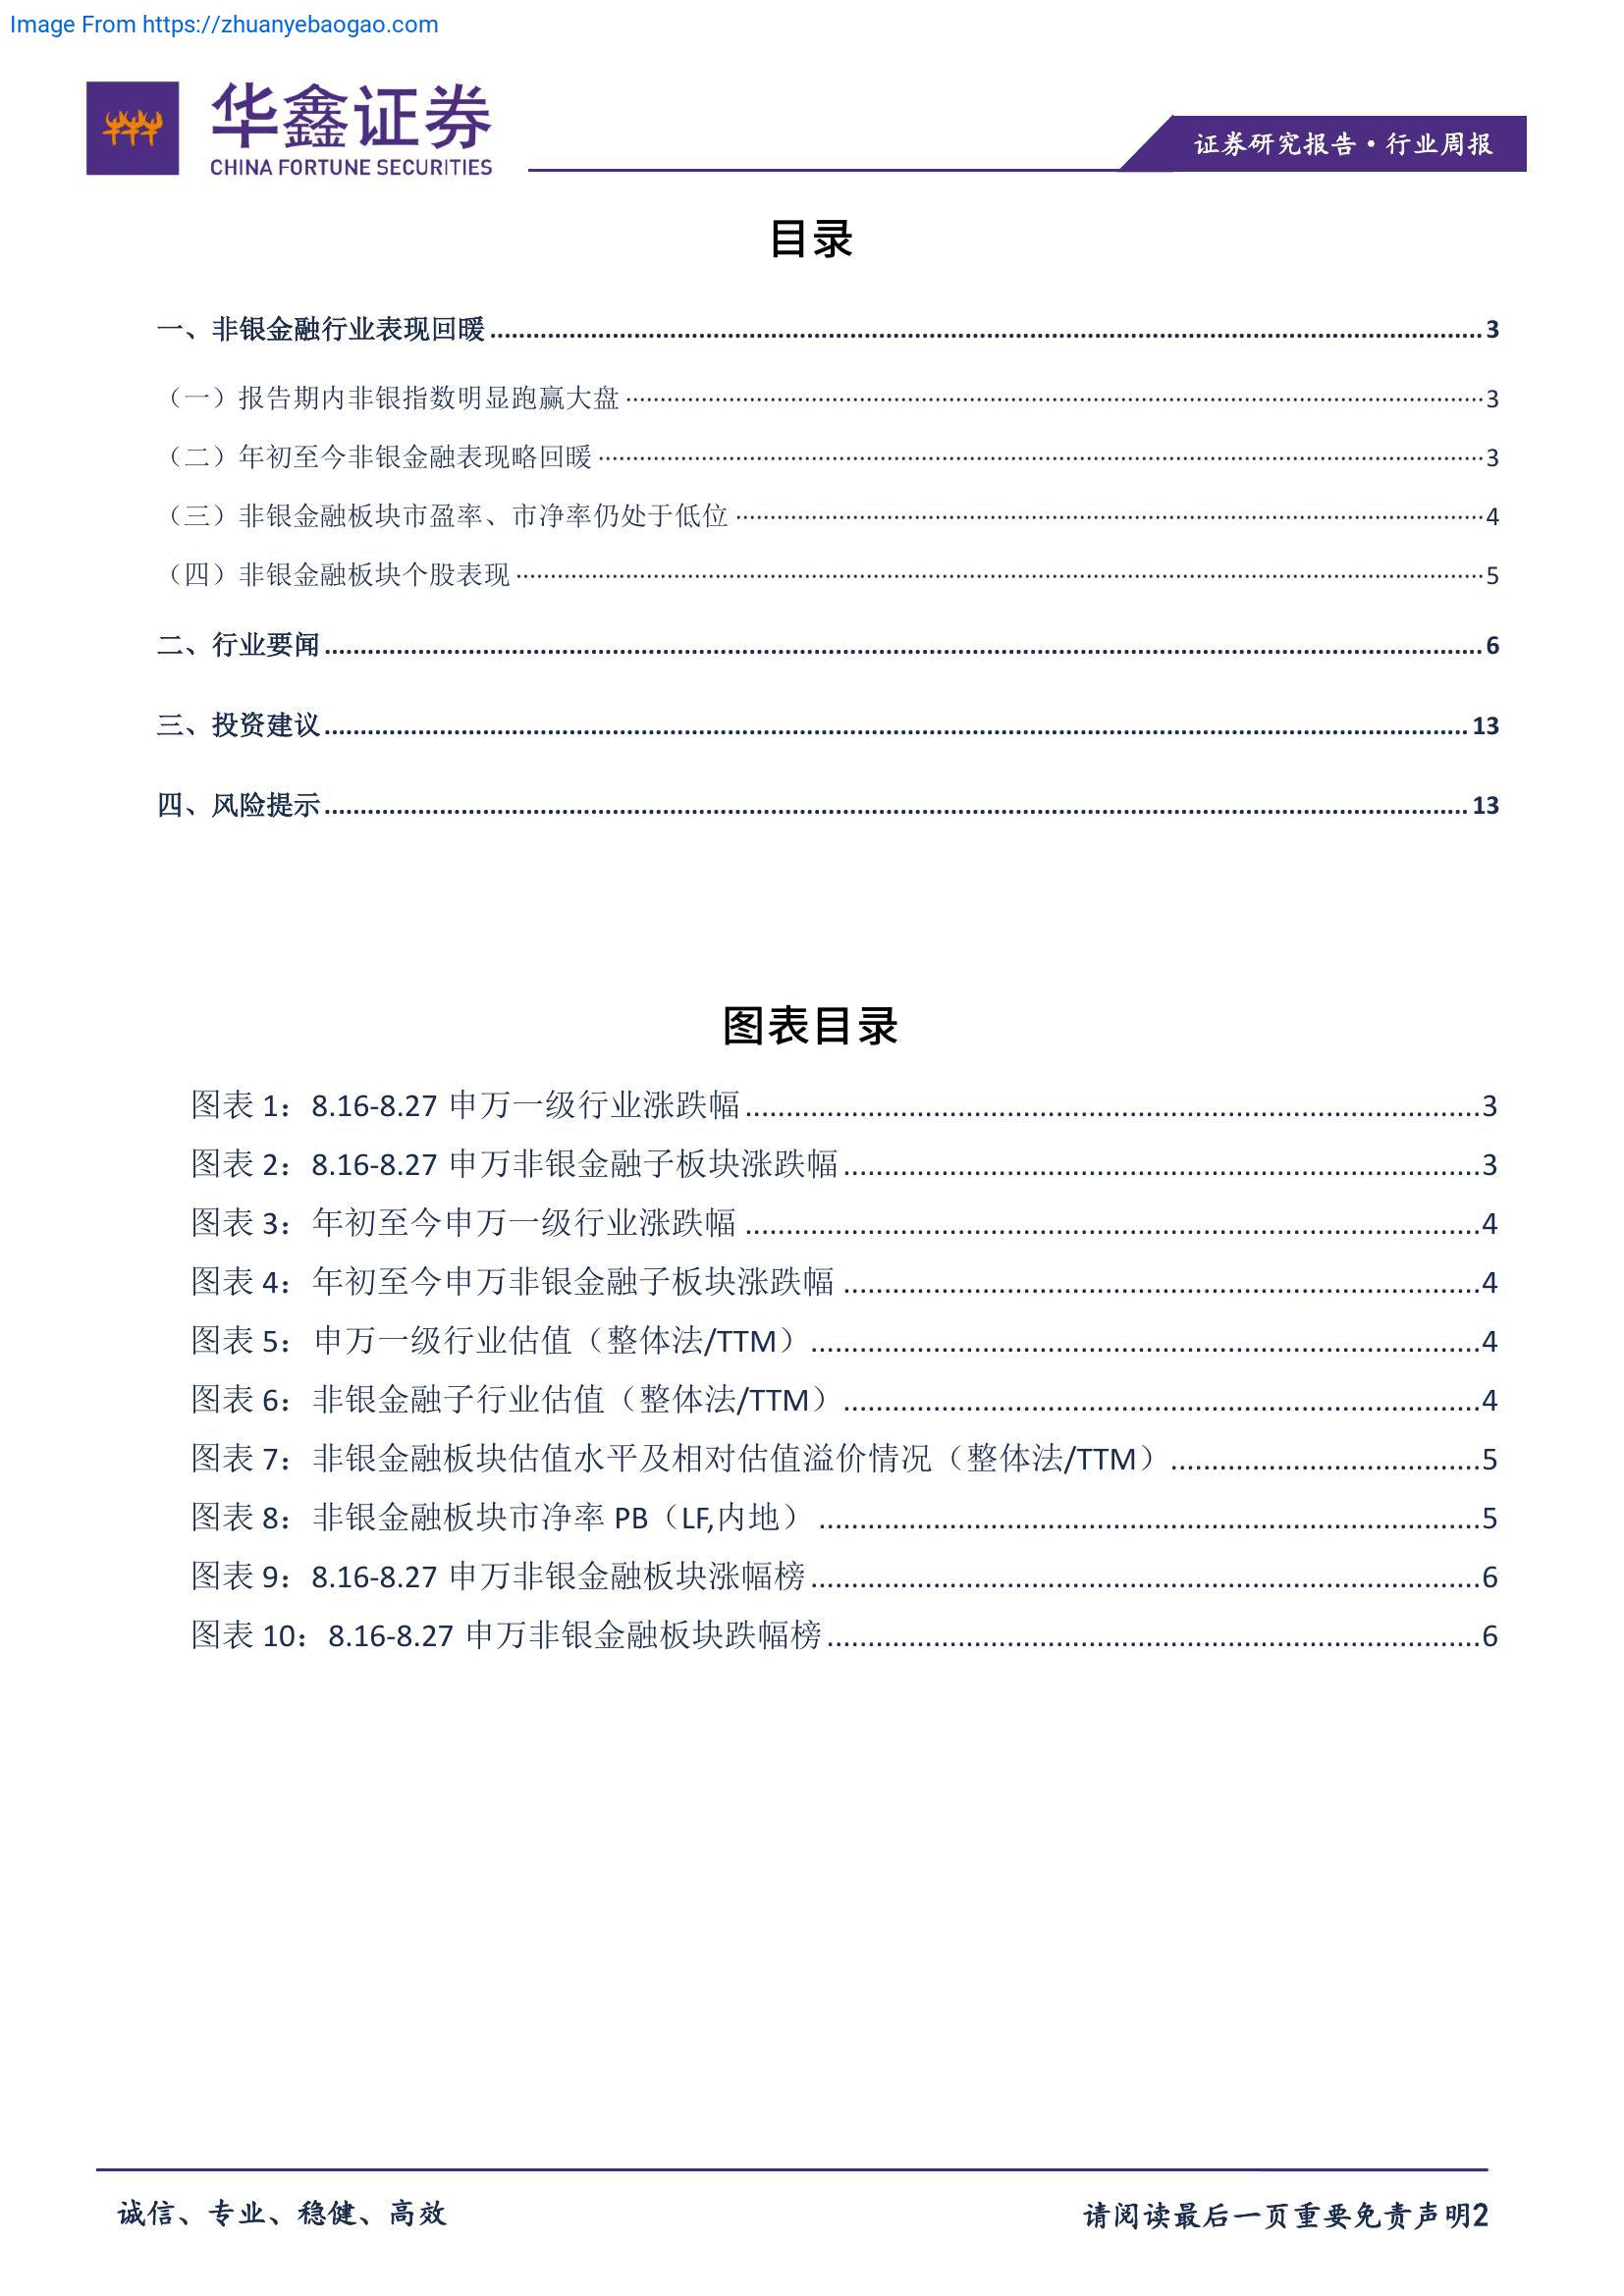 Image From https://zhuanyebaogao.com
华鑫证券
CHINA FORTUNE SECURITIES
证券研究报告·行业周报
目录
一、非银金融行业表现回暖 3
（一）报告期内非银指数明显跑赢大盘 3
（二）年初至今非银金融表现略回暖 3
（三）非银金融板块市盈率、市净率仍处于低位 4
（四）非银金融板块个股表现 5
二、行业要闻 6
三、投资建议 13
四、风险提示 13
图表目录
图表 1：8.16-8.27 申万一级行业涨跌幅 3
图表 2：8.16-8.27 申万非银金融子板块涨跌幅 3
图表 3：年初至今申万一级行业涨跌幅 4
图表 4：年初至今申万非银金融子板块涨跌幅 4
图表 5：申万一级行业估值（整体法/TTM） 4
图表 6：非银金融子行业估值（整体法/TTM） 4
图表 7：非银金融板块估值水平及相对估值溢价情况（整体法/TTM） 5
图表 8：非银金融板块市净率 PB（LF,内地） 5
图表 9：8.16-8.27 申万非银金融板块涨幅榜 6
图表 10：8.16-8.27 申万非银金融板块跌幅榜 6
诚信、专业、稳健、高效
请阅读最后一页重要免责声明2